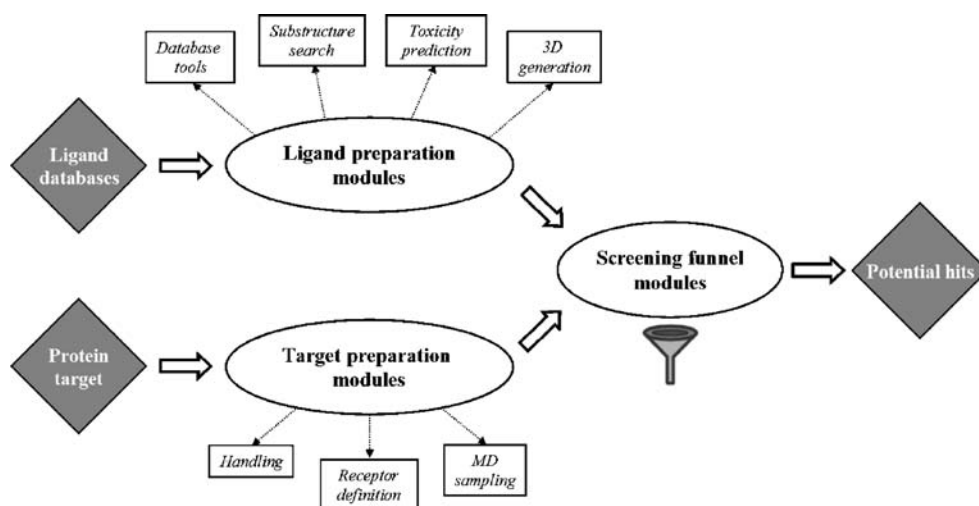 Database
tools
Substructure
search
Toxicity
prediction
3D
generation
Ligand
databases
Ligand preparation
modules
Screening funnel
modules
Potential hits
Protein
target
Target preparation
modules
Handling
Receptor
definition
MD
sampling